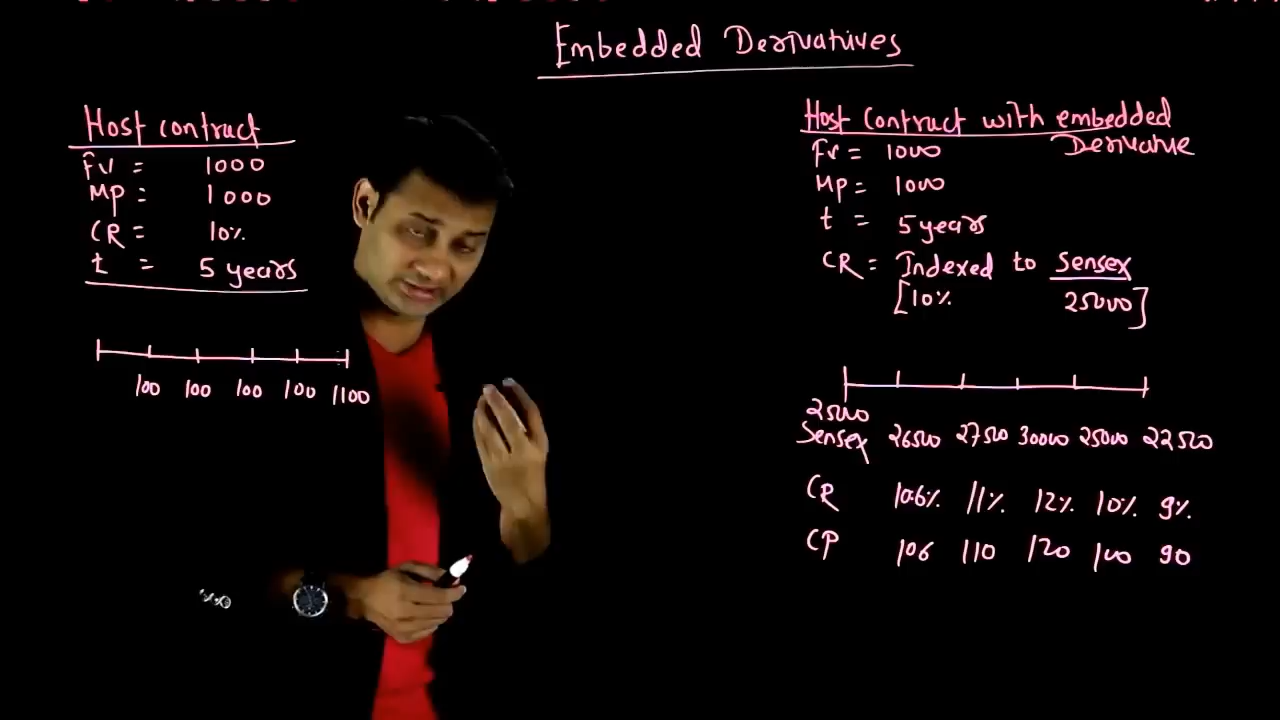 Embedded Derivatives
Host contract
FV = 1000
MP = 1000
CR = 10%
t = 5 years
100 100 100 100 1100
Host Contract with embedded
Derivative
FV = 1000
MP = 1000
t = 5 years
CR = Indexed to Sensex
[10% 25000]
25000
Sensex 26500 27500 30000 25000 22500
CR 10.6% 11% 12% 10% 9%
CP 106 110 120 100 90